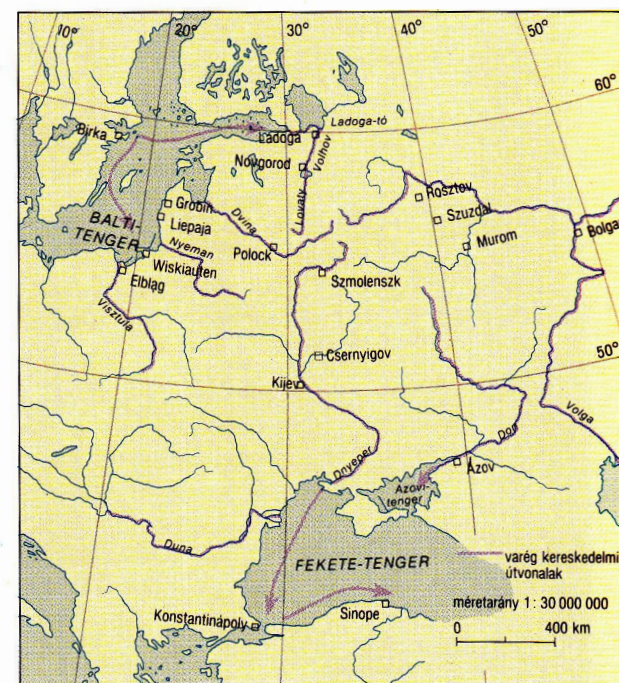 10°
20°
30°
40°
50°
60°
Birka
Ladoga
Ladoga-tó
Novgorod
Volhov
Lovaty
Rosztov
Grobin
Liepaja
BALTI-
TENGER
Dvina
Polock
Szuzdal
Murom
Bolgar
Nyeman
Wiskiauten
Elbląg
Szmolenszk
Visztula
Csernyigov
50°
Kijev
Volga
Don
Dnyeper
Azov
Azovi-
tenger
Duna
FEKETE-TENGER
varég kereskedelmi
útvonalak
Konstantinápoly
Sinope
méretarány 1 : 30 000 000
0 400 km